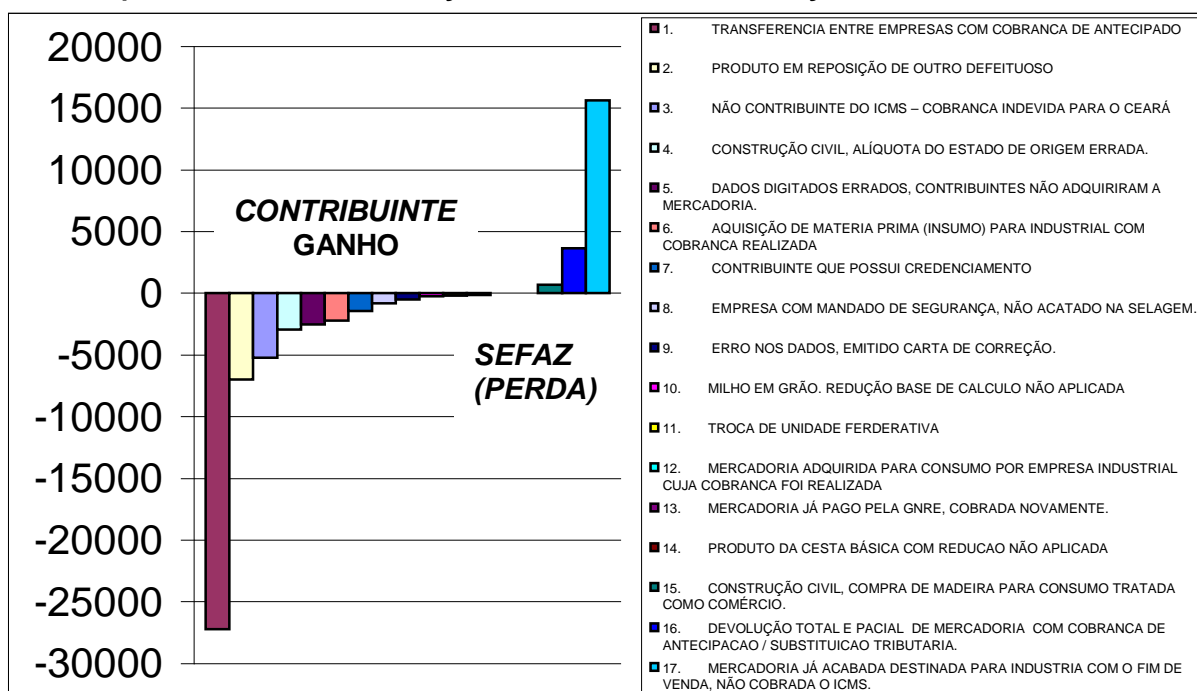 20000
15000
10000
5000
0
-5000
-10000
-15000
-20000
-25000
-30000
CONTRIBUINTE
GANHO
SEFAZ
(PERDA)
1. TRANSFERENCIA ENTRE EMPRESAS COM COBRANCA DE ANTECIPADO
2. PRODUTO EM REPOSIÇÃO DE OUTRO DEFEITUOSO
3. NÃO CONTRIBUINTE DO ICMS – COBRANCA INDEVIDA PARA O CEARÁ
4. CONSTRUÇÃO CIVIL, ALÍQUOTA DO ESTADO DE ORIGEM ERRADA.
5. DADOS DIGITADOS ERRADOS, CONTRIBUINTES NÃO ADQUIRIRAM A
MERCADORIA.
6. AQUISIÇÃO DE MATERIA PRIMA (INSUMO) PARA INDUSTRIAL COM
COBRANCA REALIZADA
7. CONTRIBUINTE QUE POSSUI CREDENCIAMENTO
8. EMPRESA COM MANDADO DE SEGURANÇA, NÃO ACATADO NA SELAGEM.
9. ERRO NOS DADOS, EMITIDO CARTA DE CORREÇÃO.
10. MILHO EM GRÃO. REDUÇÃO BASE DE CALCULO NÃO APLICADA
11. TROCA DE UNIDADE FERDERATIVA
12. MERCADORIA ADQUIRIDA PARA CONSUMO POR EMPRESA INDUSTRIAL
CUJA COBRANCA FOI REALIZADA
13. MERCADORIA JÁ PAGO PELA GNRE, COBRADA NOVAMENTE.
14. PRODUTO DA CESTA BÁSICA COM REDUCAO NÃO APLICADA
15. CONSTRUÇÃO CIVIL, COMPRA DE MADEIRA PARA CONSUMO TRATADA
COMO COMÉRCIO.
16. DEVOLUÇÃO TOTAL E PACIAL DE MERCADORIA COM COBRANCA DE
ANTECIPACAO / SUBSTITUICAO TRIBUTARIA.
17. MERCADORIA JÁ ACABADA DESTINADA PARA INDUSTRIA COM O FIM DE
VENDA, NÃO COBRADA O ICMS.